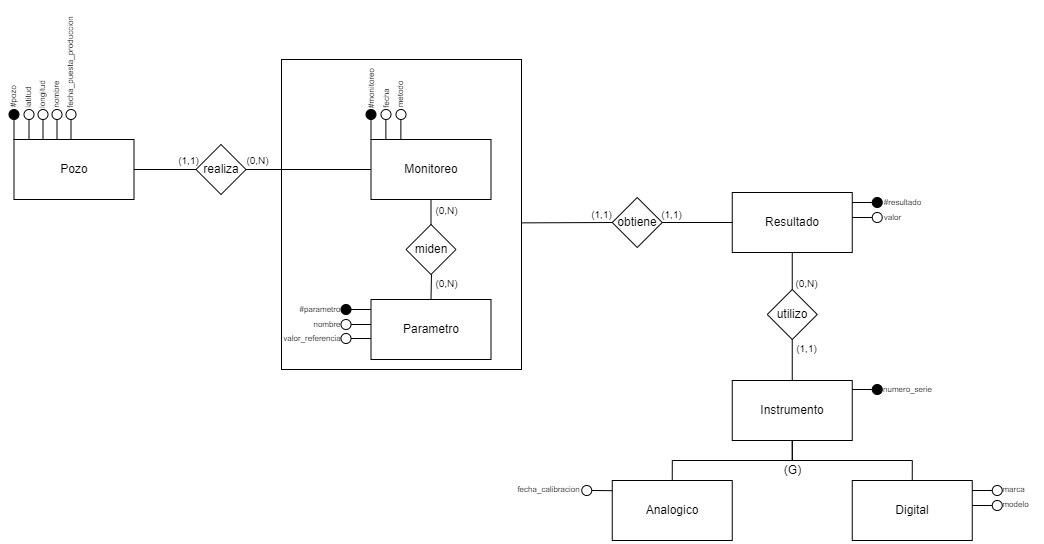 #pozo
latitud
longitud
nombre
fecha_puesta_produccion
Pozo
(1,1)
realiza
(0,N)
#monitoreo
fecha
metodo
Monitoreo
(0,N)
miden
(0,N)
#parametro
nombre
valor_referencia
Parametro
(1,1)
obtiene
(1,1)
Resultado
#resultado
valor
(0,N)
utilizo
(1,1)
Instrumento
numero_serie
(G)
fecha_calibracion
Analogico
Digital
marca
modelo